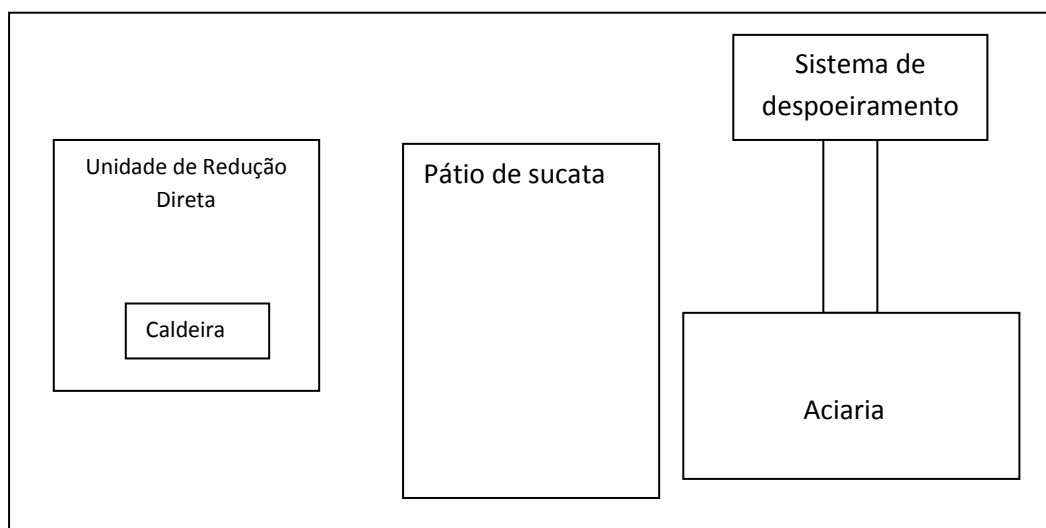 Sistema de
despoeiramento
Unidade de Redução
Direta
Pátio de sucata
Caldeira
Aciaria